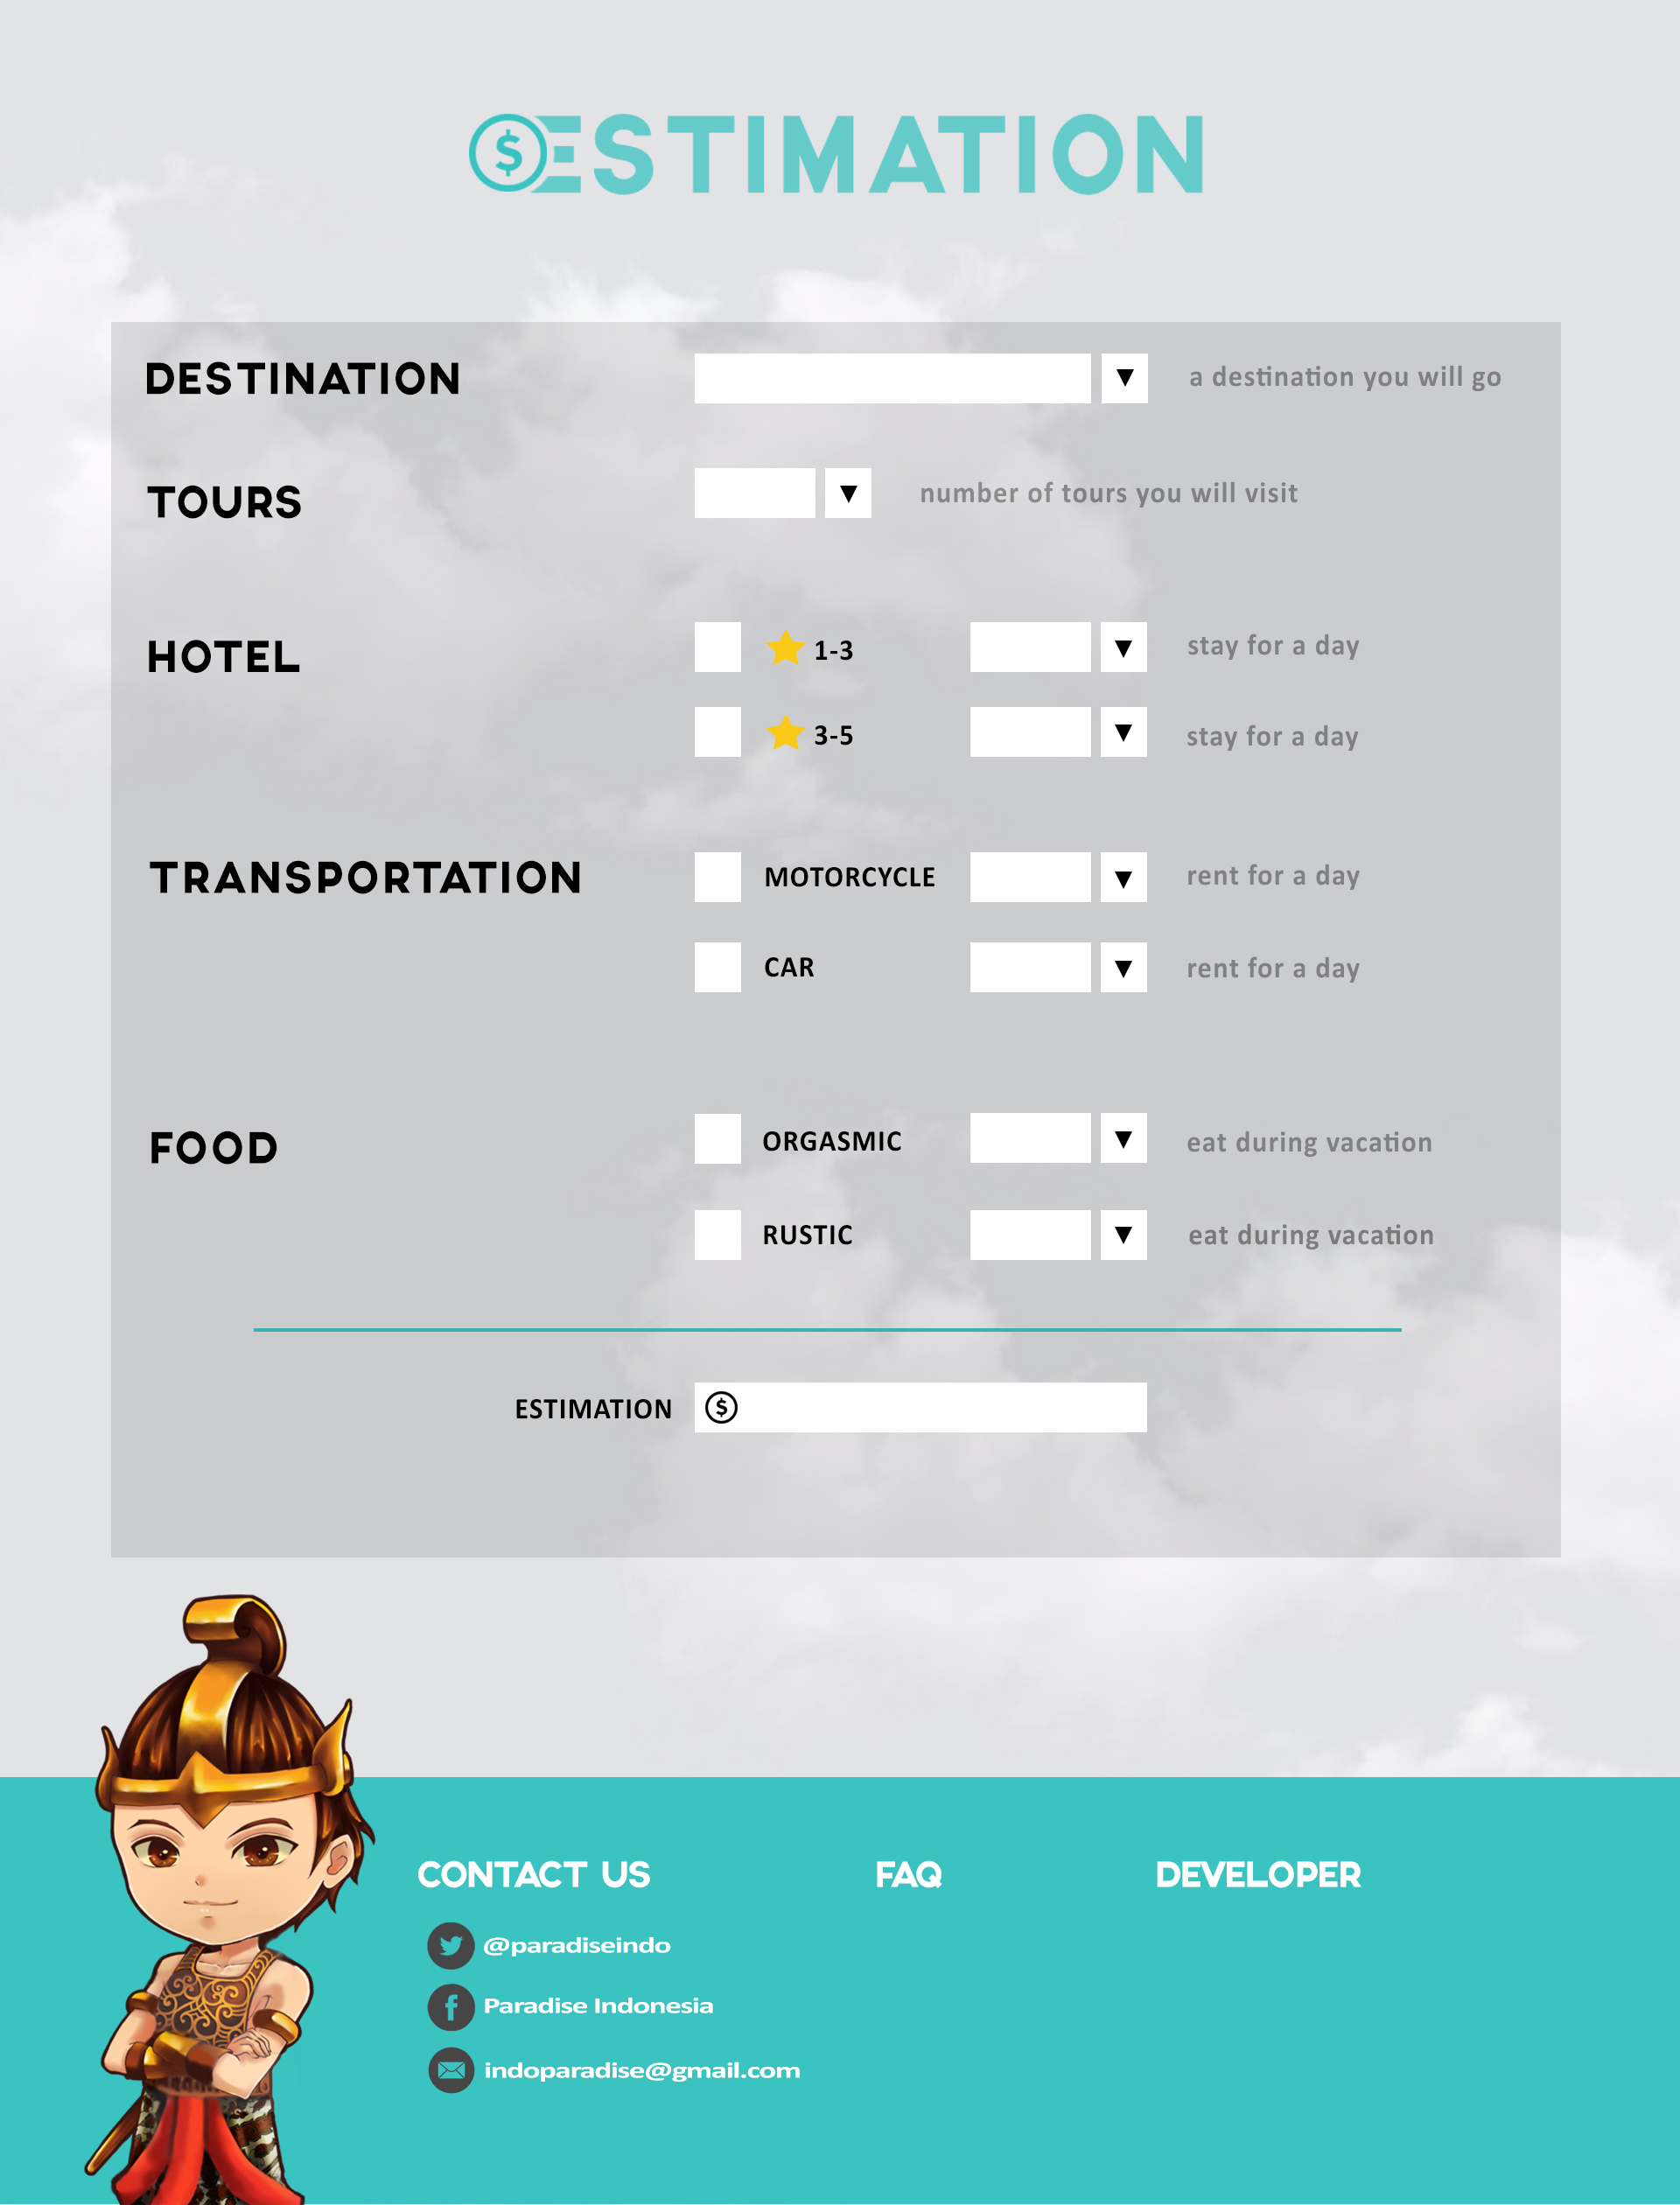 ESTIMATION
DESTINATION
a destination you will go
TOURS
number of tours you will visit
HOTEL
1-3
stay for a day
3-5
stay for a day
TRANSPORTATION
MOTORCYCLE
rent for a day
CAR
rent for a day
FOOD
ORGASMIC
eat during vacation
RUSTIC
eat during vacation
ESTIMATION
$
CONTACT US
FAQ
DEVELOPER
@paradiseindo
Paradise Indonesia
indoparadise@gmail.com